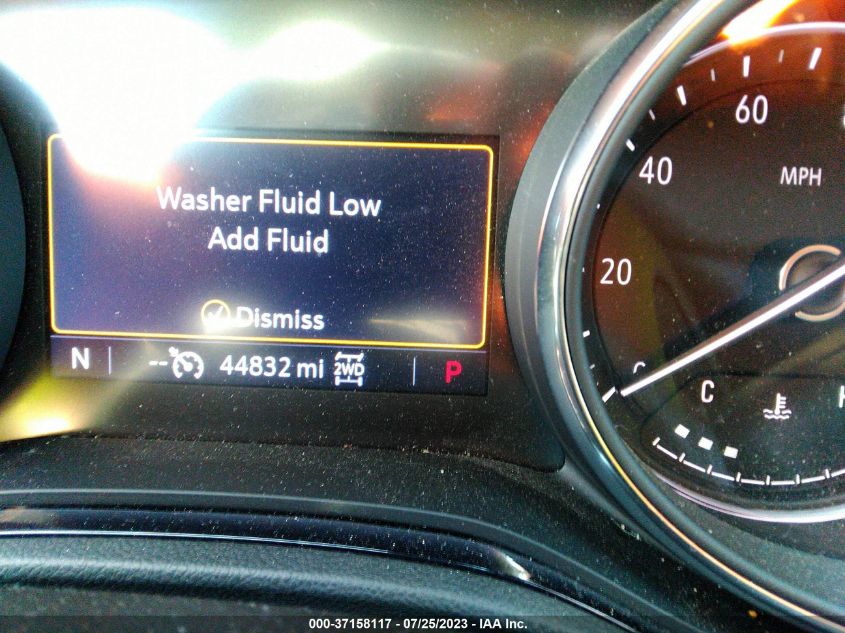 Washer Fluid Low
Add Fluid
Dismiss
N -- 44832 mi 2WD P
20
40
60
MPH
C
000-37158117 - 07/25/2023 - IAA Inc.